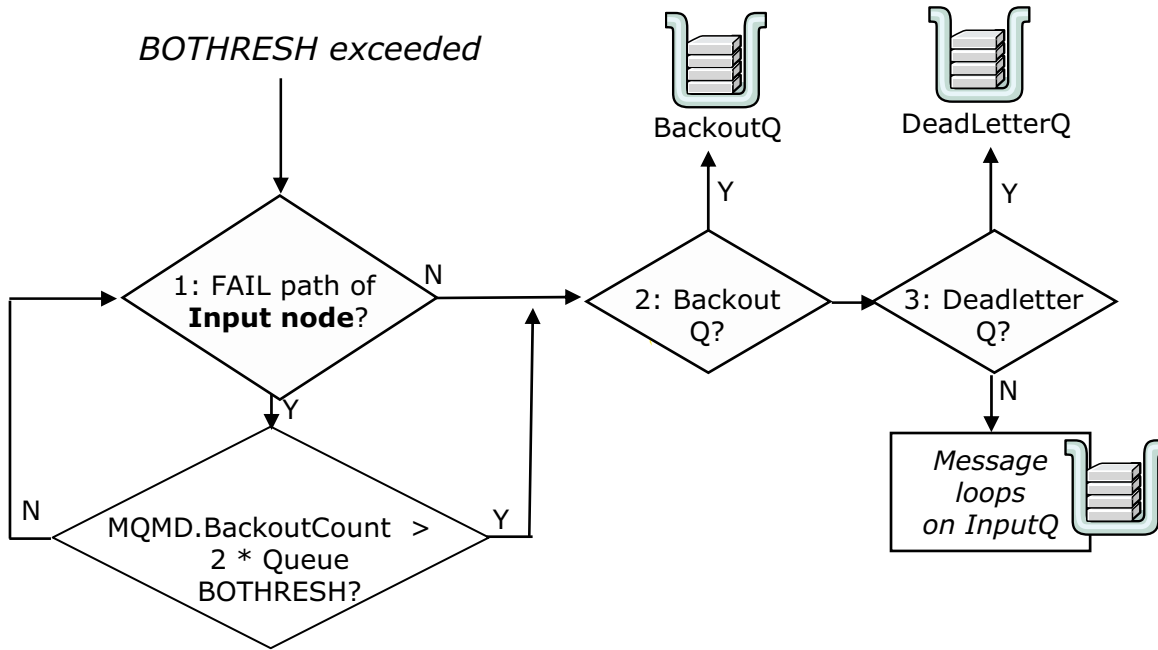 BOTHRESH exceeded
BackoutQ
DeadLetterQ
Y
Y
1: FAIL path of
Input node?
N
2: Backout
Q?
3: Deadletter
Q?
Y
N
N
MQMD.BackoutCount >
2 * Queue
BOTHRESH?
Y
Message
loops
on InputQ